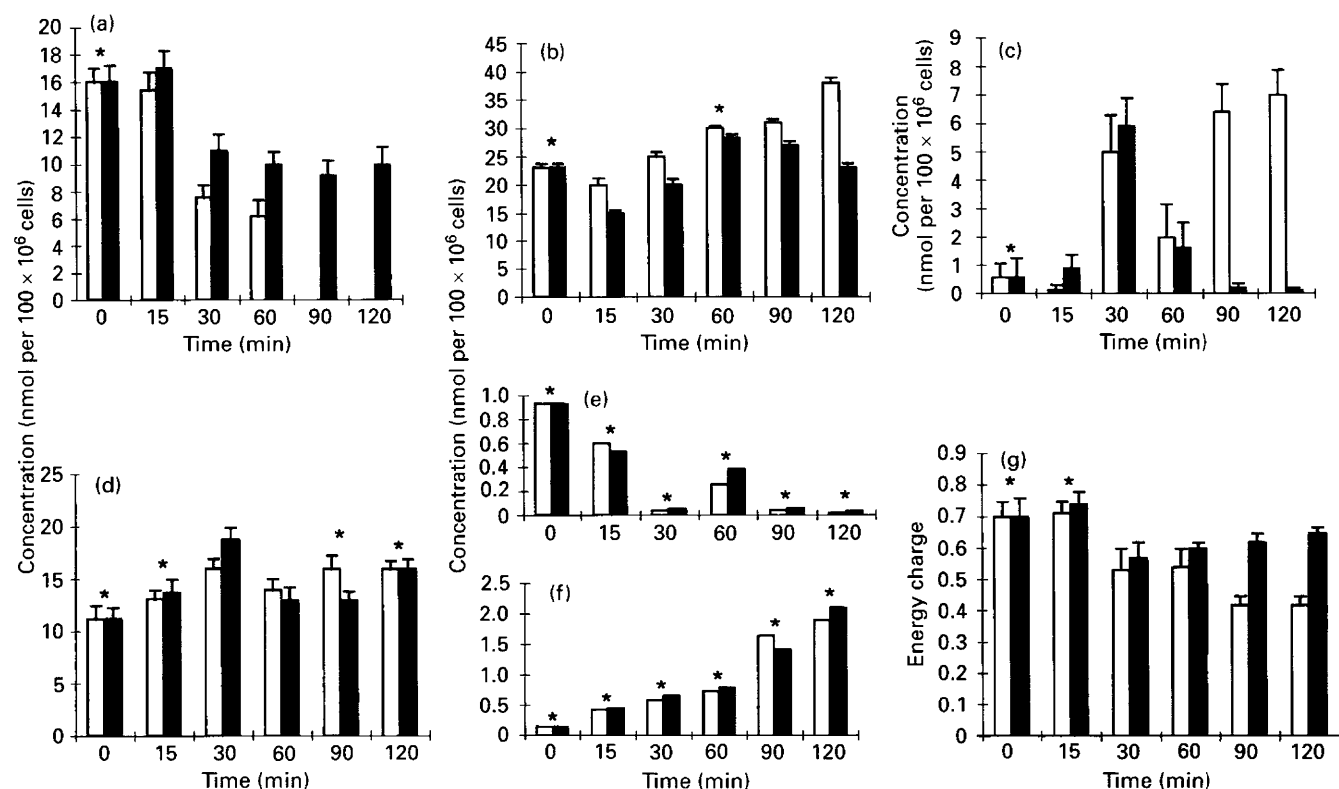 (a)
20
18
16
14
12
10
8
6
4
2
0
*
0 15 30 60 90 120
Time (min)
(b)
45
40
35
30
25
20
15
10
5
0
* *
0 15 30 60 90 120
Time (min)
(c)
Concentration
(nmol per 100 × 10⁶ cells)
9
8
7
6
5
4
3
2
1
0
*
0 15 30 60 90 120
Time (min)
Concentration (nmol per 100 × 10⁶ cells)
Concentration (nmol per 100 × 10⁶ cells)
(d)
25
20
15
10
5
0
* * * *
0 15 30 60 90 120
Time (min)
(e)
1.0
0.8
0.6
0.4
0.2
0
* * * * * *
0 15 30 60 90 120
(f)
2.5
2.0
1.5
1.0
0.5
0
* * * * * *
0 15 30 60 90 120
Time (min)
(g)
Energy charge
0.9
0.8
0.7
0.6
0.5
0.4
0.3
0.2
0.1
0
* *
0 15 30 60 90 120
Time (min)